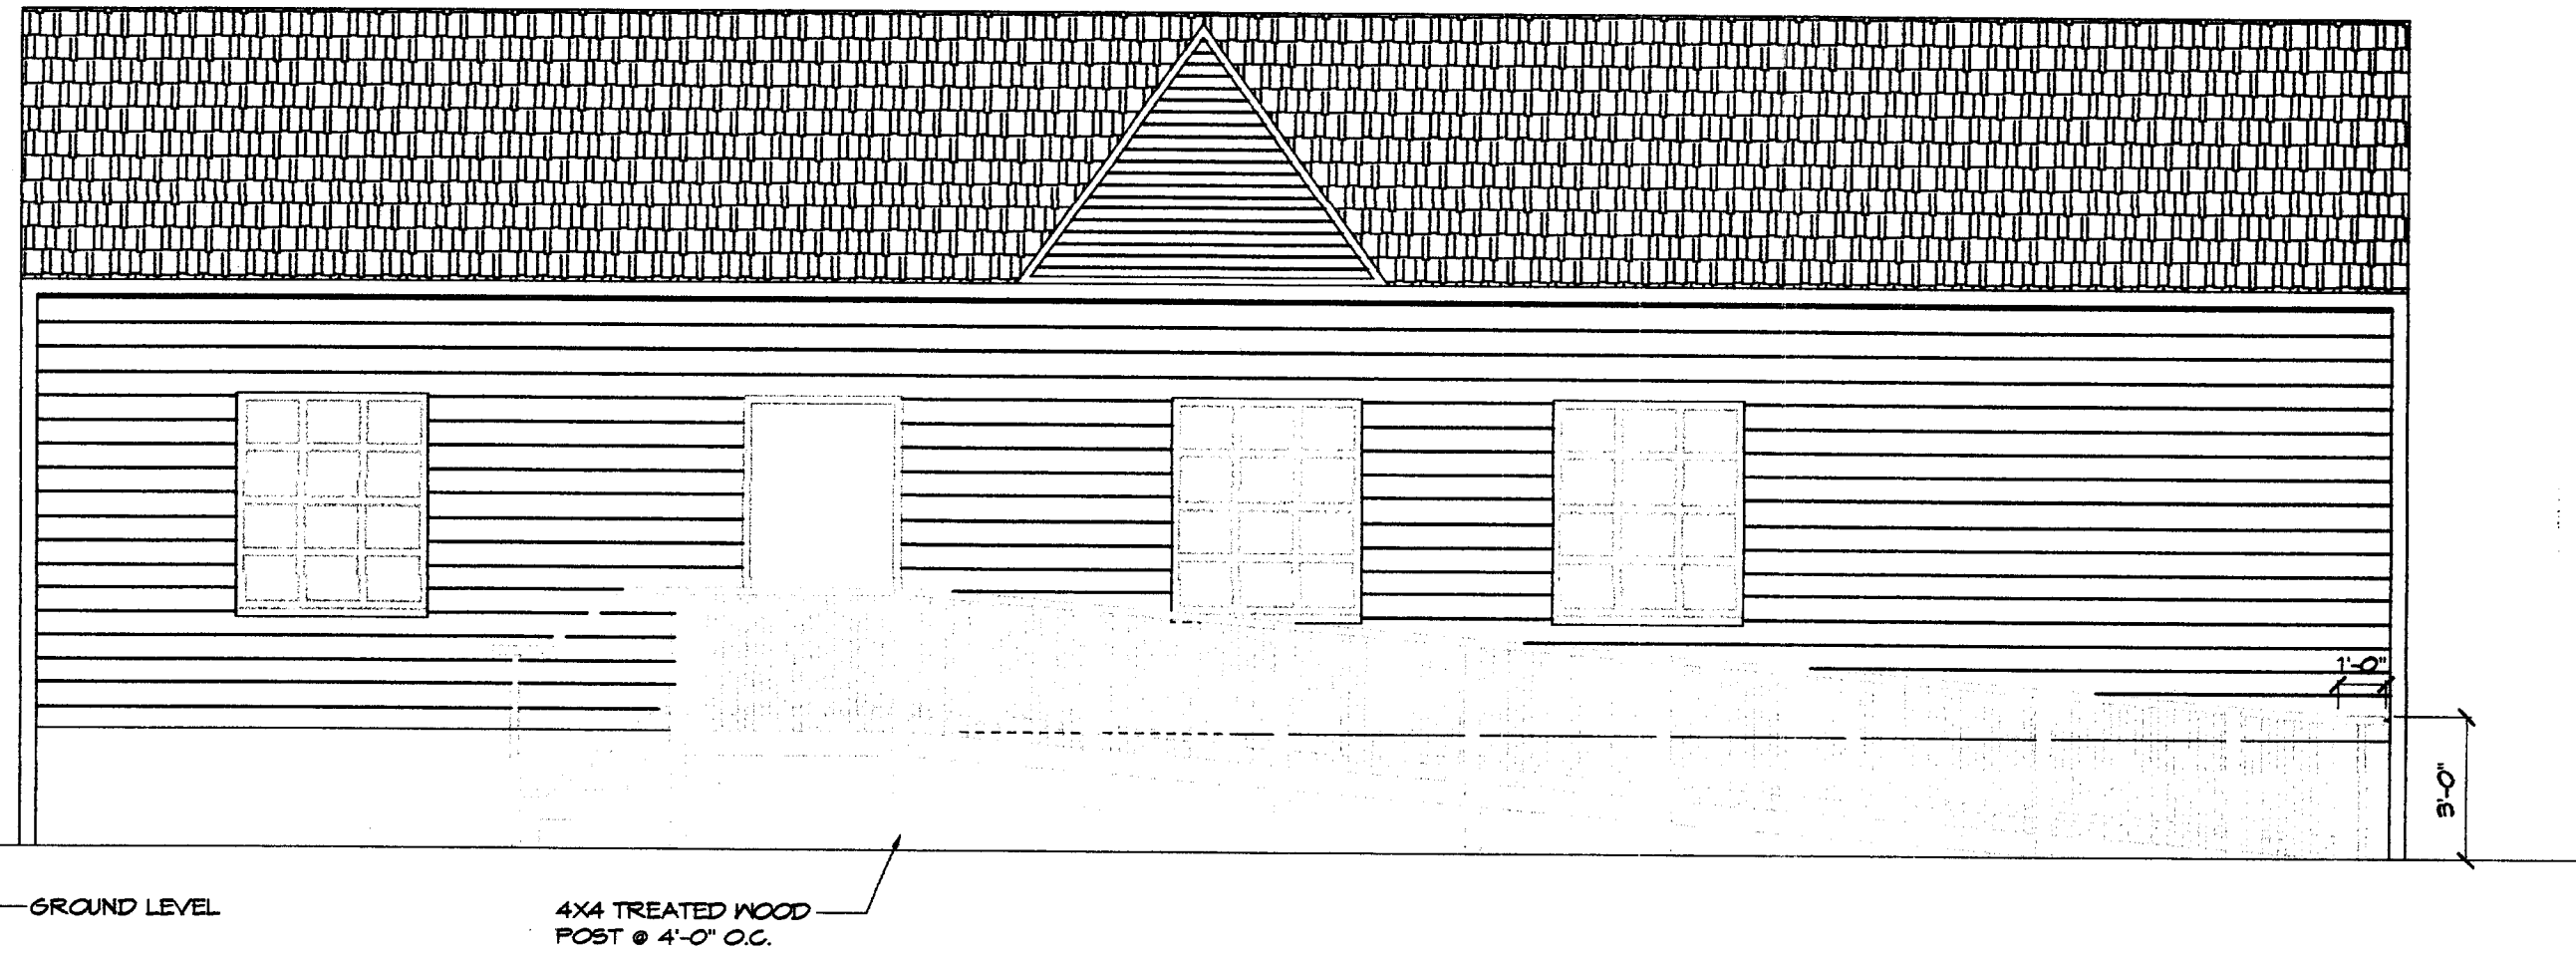 1'-0"
3'-0"
GROUND LEVEL
4X4 TREATED WOOD
POST @ 4'-0" O.C.